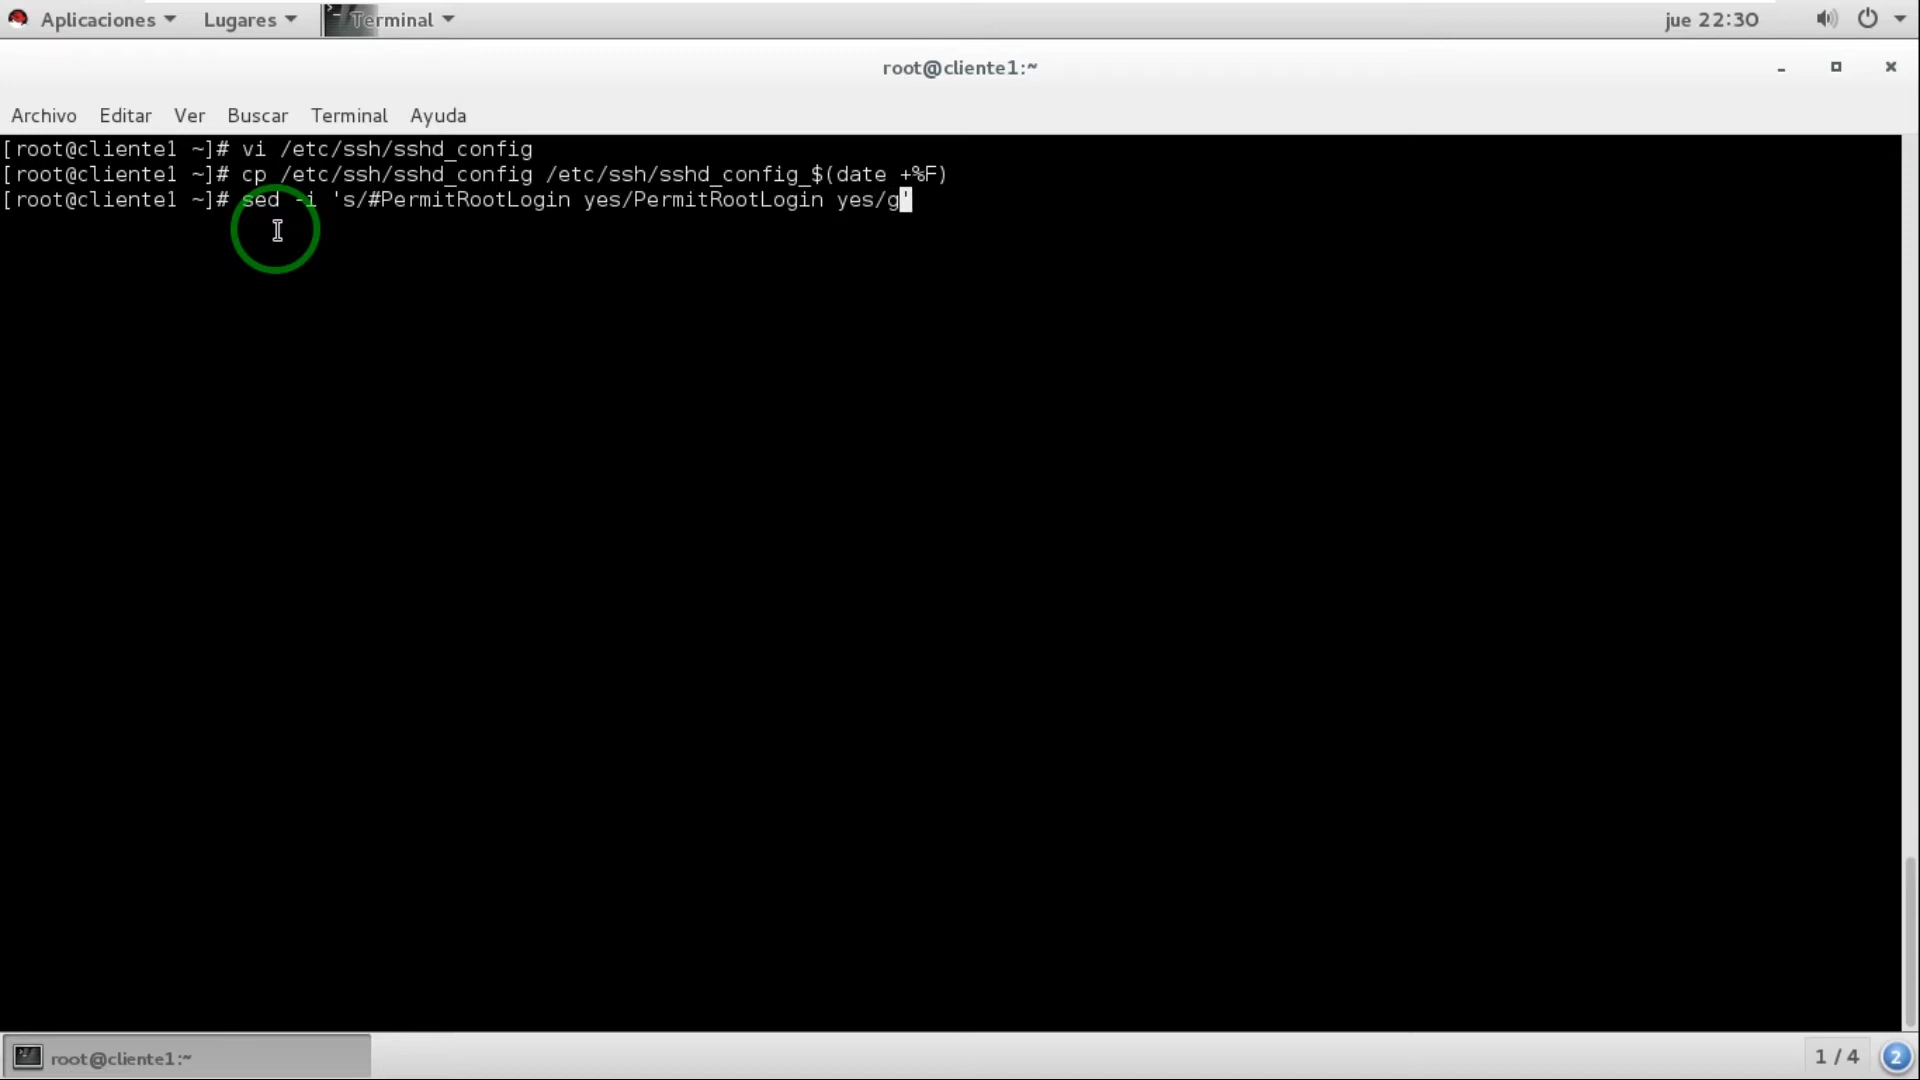 Aplicaciones Lugares Terminal jue 22:30
root@cliente1:~
Archivo Editar Ver Buscar Terminal Ayuda
[root@cliente1 ~]# vi /etc/ssh/sshd_config
[root@cliente1 ~]# cp /etc/ssh/sshd_config /etc/ssh/sshd_config_$(date +%F)
[root@cliente1 ~]# sed -i 's/#PermitRootLogin yes/PermitRootLogin yes/g'
root@cliente1:~ 1 / 4 2